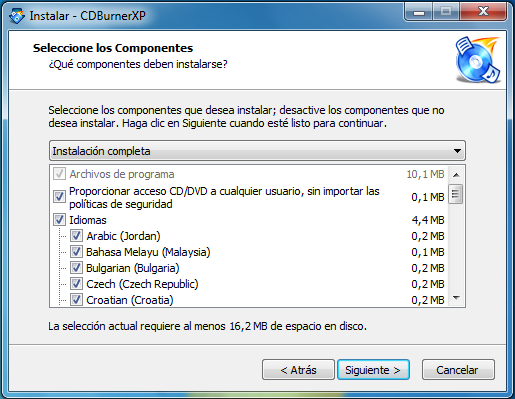 Instalar - CDBurnerXP
Seleccione los Componentes
¿Qué componentes deben instalarse?
Seleccione los componentes que desea instalar; desactive los componentes que no
desea instalar. Haga clic en Siguiente cuando esté listo para continuar.
Instalación completa
Archivos de programa 10,1 MB
Proporcionar acceso CD/DVD a cualquier usuario, sin importar las
políticas de seguridad 0,1 MB
Idiomas 4,4 MB
Arabic (Jordan) 0,2 MB
Bahasa Melayu (Malaysia) 0,1 MB
Bulgarian (Bulgaria) 0,2 MB
Czech (Czech Republic) 0,2 MB
Croatian (Croatia) 0,2 MB
La selección actual requiere al menos 16,2 MB de espacio en disco.
< Atrás Siguiente > Cancelar